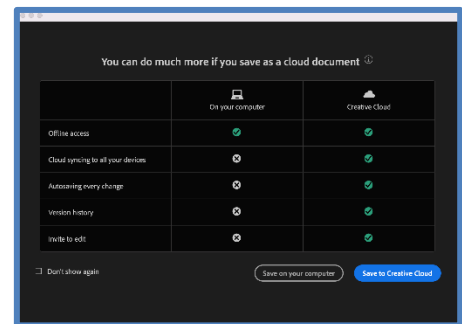 You can do much more if you save as a cloud document
On your computer
Creative Cloud
Offline access
Cloud syncing to all your devices
Autosaving every change
Version history
Invite to edit
Don't show again
Save on your computer
Save to Creative Cloud